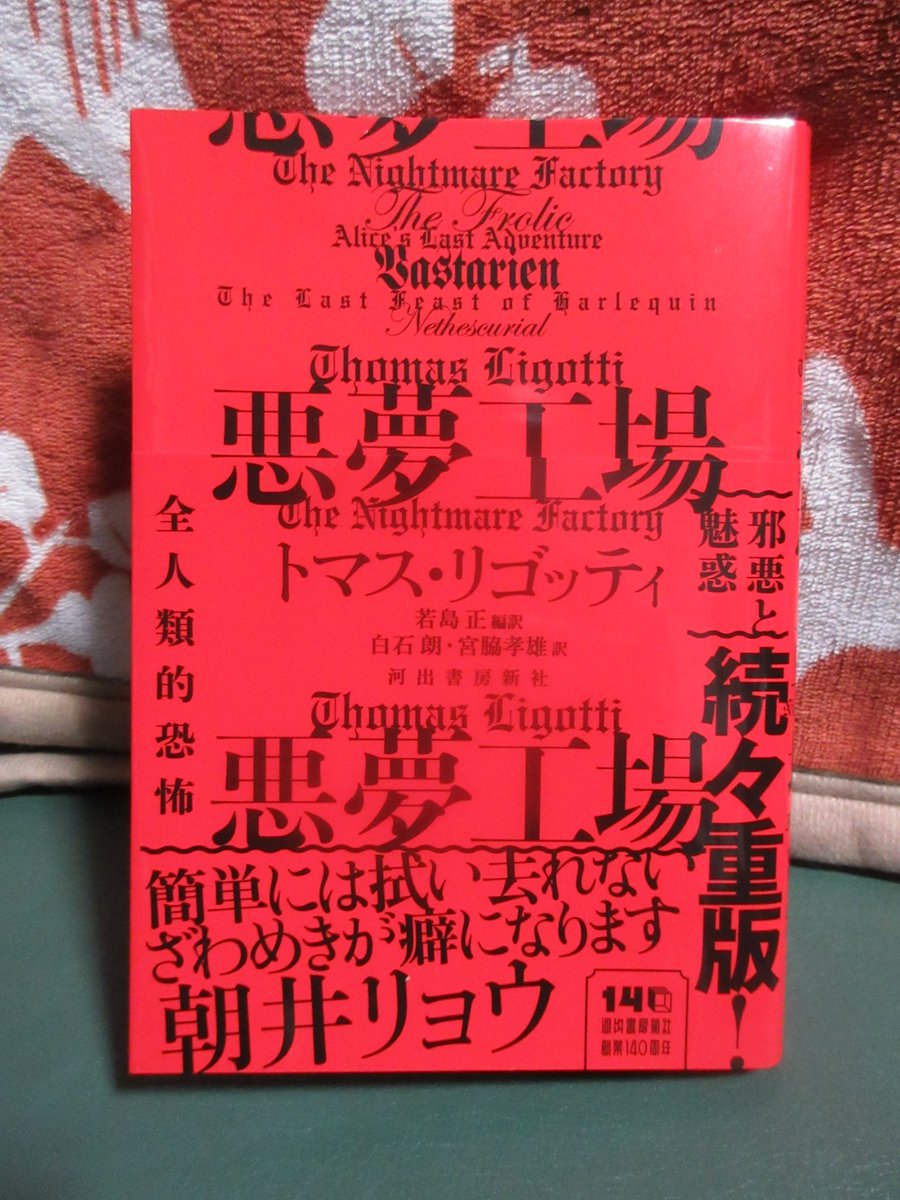 悪夢工場
The Nightmare Factory
The Frolic
Alice's Last Adventure
Vastarien
The Last Feast of Harlequin
Nethescurial
Thomas Ligotti
悪夢工場
The Nightmare Factory
トマス・リゴッティ
若島 正 編訳
白石 朗・宮脇孝雄 訳
河出書房新社
Thomas Ligotti
悪夢工場
邪悪と
魅惑
続々重版!
全人類的恐怖
簡単には拭い去れない
ざわめきが癖になります
朝井リョウ
140
河出書房新社
創業140周年